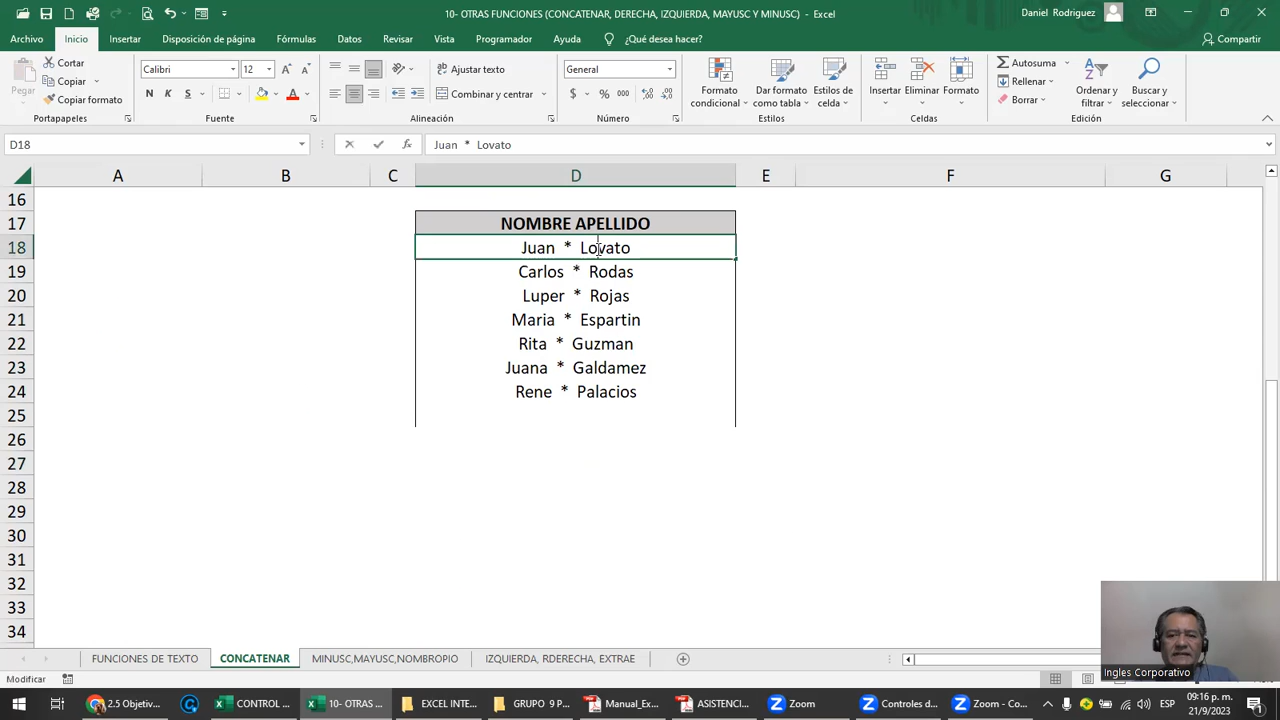 10- OTRAS FUNCIONES (CONCATENAR, DERECHA, IZQUIERDA, MAYUSC Y MINUSC) - Excel
Daniel Rodriguez
Archivo Inicio Insertar Disposición de página Fórmulas Datos Revisar Vista Programador Ayuda ¿Qué desea hacer? Compartir
Pegar
Cortar
Copiar
Copiar formato
Portapapeles
Calibri 12
N K S
Fuente
Ajustar texto
Combinar y centrar
Alineación
General
$ % 000
Número
Formato condicional
Dar formato como tabla
Estilos de celda
Estilos
Insertar Eliminar Formato
Celdas
Autosuma
Rellenar
Borrar
Ordenar y filtrar
Buscar y seleccionar
Edición
D18 fx Juan * Lovato
A B C D E F G
16
17 NOMBRE APELLIDO
18 Juan * Lovato
19 Carlos * Rodas
20 Luper * Rojas
21 Maria * Espartin
22 Rita * Guzman
23 Juana * Galdamez
24 Rene * Palacios
25
26
27
28
29
30
31
32
33
34
Ingles Corporativo
FUNCIONES DE TEXTO CONCATENAR MINUSC,MAYUSC,NOMBROPIO IZQUIERDA, RDERECHA, EXTRAE
Modificar
2.5 Objetiv... CONTROL ... 10- OTRAS ... EXCEL INTE... GRUPO 9 P... Manual_Ex... ASISTENCI... Zoom Controles d... Zoom - Co... ESP
09:16 p. m.
21/9/2023